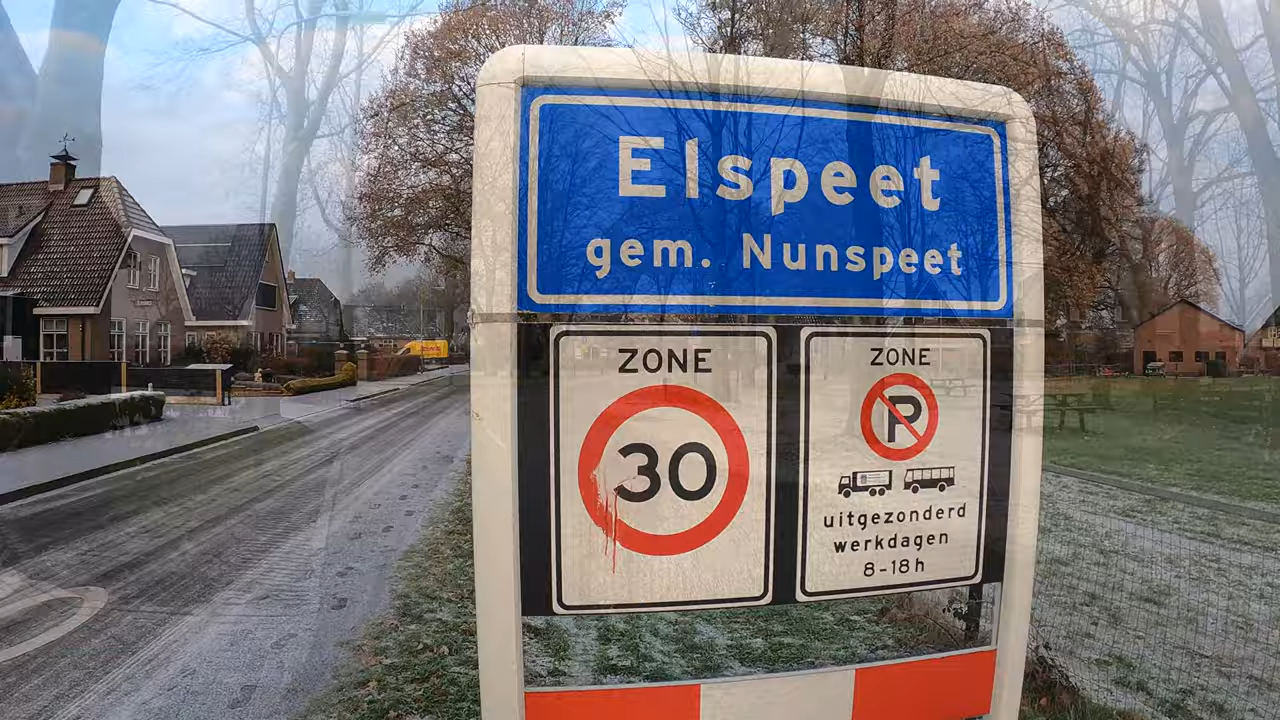 Elspeet
gem. Nunspeet
ZONE
30
ZONE
P
uitgezonderd
werkdagen
8-18h